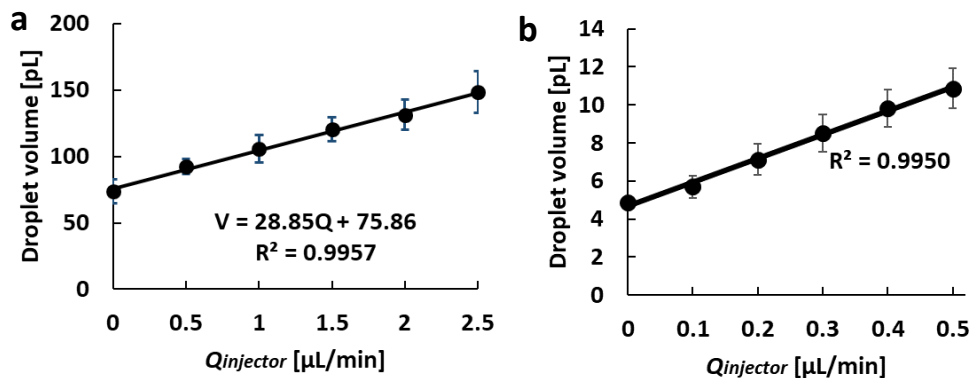 a
Droplet volume [pL]
200
150
100
50
0
V = 28.85Q + 75.86
R² = 0.9957
0 0.5 1 1.5 2 2.5
Qinjector [µL/min]
b
Droplet volume [pL]
14
12
10
8
6
4
2
0
R² = 0.9950
0 0.1 0.2 0.3 0.4 0.5
Qinjector [µL/min]